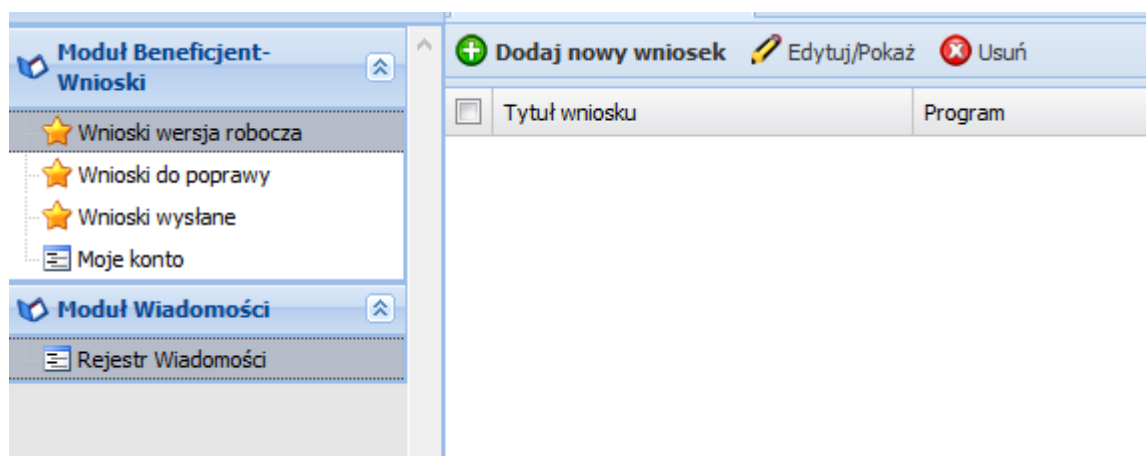 Moduł Beneficjent-
Wnioski
Wnioski wersja robocza
Wnioski do poprawy
Wnioski wysłane
Moje konto
Moduł Wiadomości
Rejestr Wiadomości
Dodaj nowy wniosek Edytuj/Pokaż Usuń
Tytuł wniosku Program